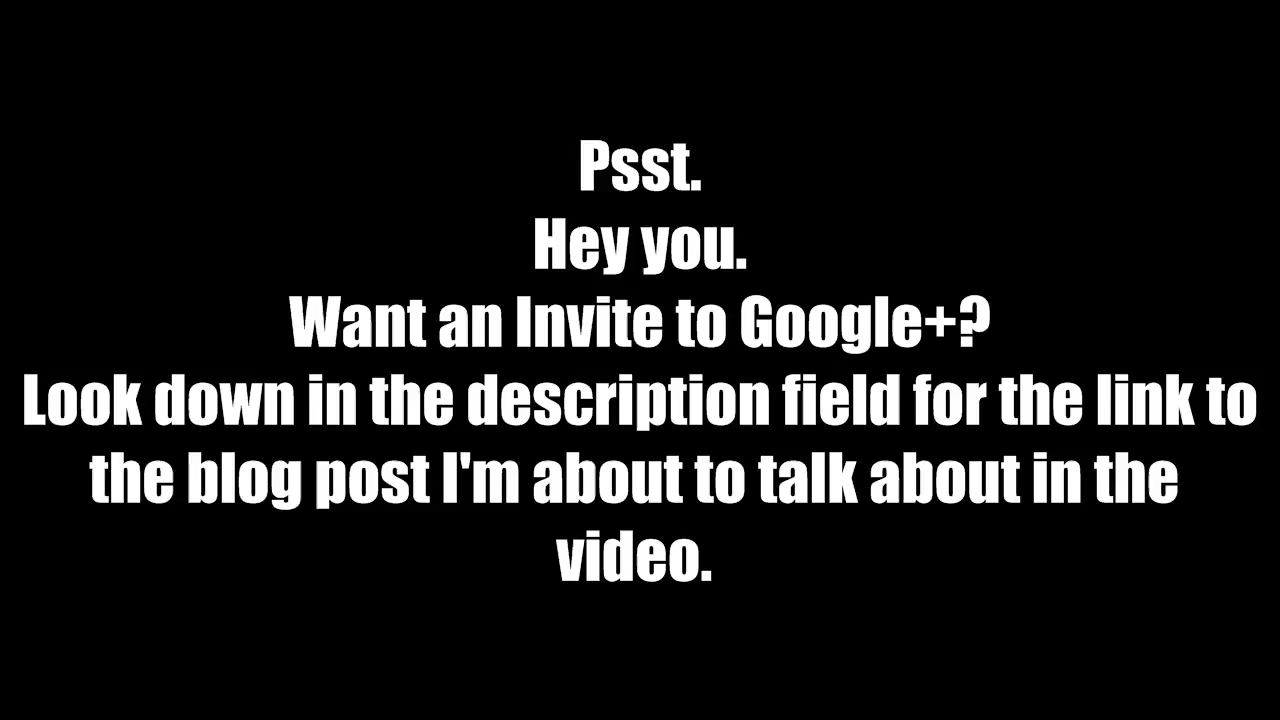 Psst.
Hey you.
Want an Invite to Google+?
Look down in the description field for the link to
the blog post I'm about to talk about in the
video.